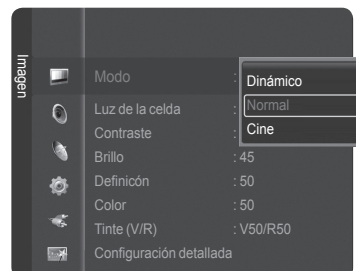 Imagen
Modo : Dinámico
Normal
Luz de la celda :
Contraste : Cine
Brillo : 45
Definicón : 50
Color : 50
Tinte (V/R) : V50/R50
Configuración detallada